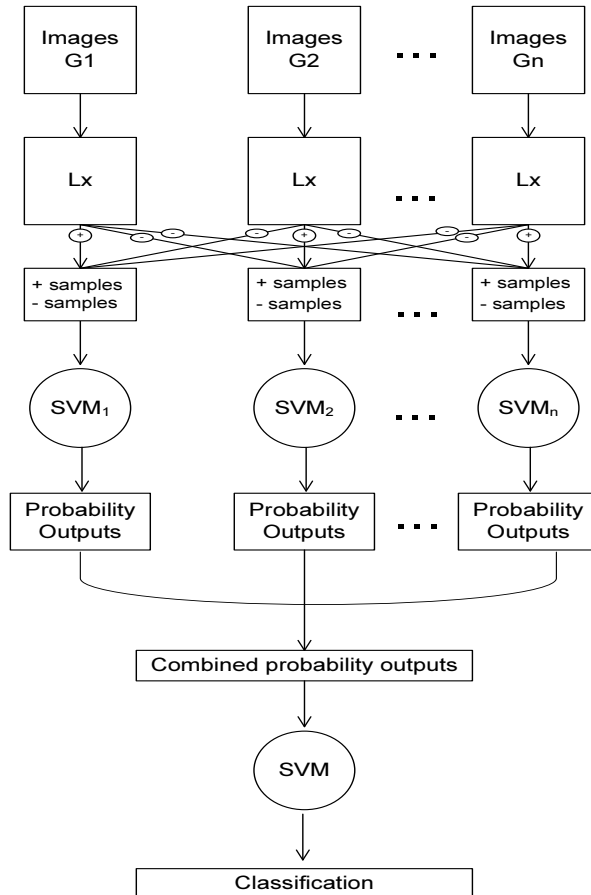 Images G1
Images G2
Images Gn
Lx
Lx
Lx
+
-
-
-
+
-
-
+
-
+ samples
- samples
+ samples
- samples
+ samples
- samples
SVM₁
SVM₂
SVMₙ
Probability Outputs
Probability Outputs
Probability Outputs
Combined probability outputs
SVM
Classification